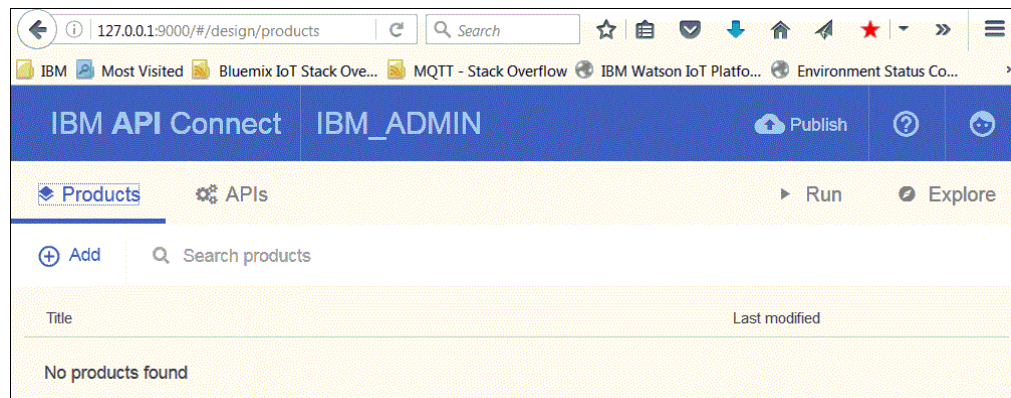 127.0.0.1:9000/#/design/products Search
IBM Most Visited Bluemix IoT Stack Ove... MQTT - Stack Overflow IBM Watson IoT Platfo... Environment Status Co...
IBM API Connect IBM_ADMIN Publish
Products APIs Run Explore
Add Search products
Title Last modified
No products found